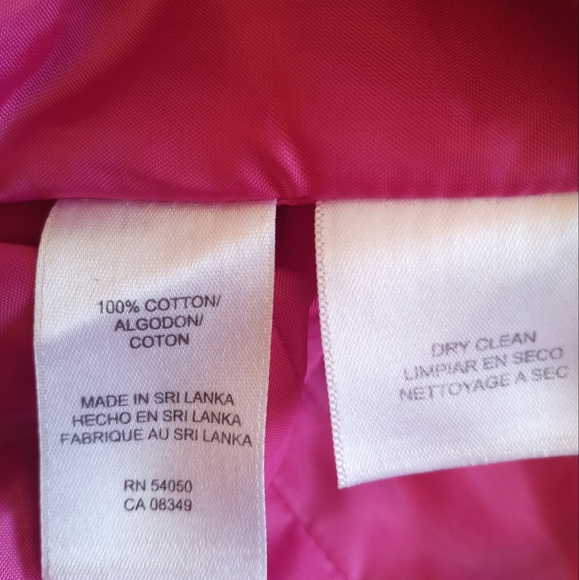 100% COTTON/
ALGODON/
COTON
MADE IN SRI LANKA
HECHO EN SRI LANKA
FABRIQUE AU SRI LANKA
RN 54050
CA 08349
DRY CLEAN
LIMPIAR EN SECO
NETTOYAGE A SEC